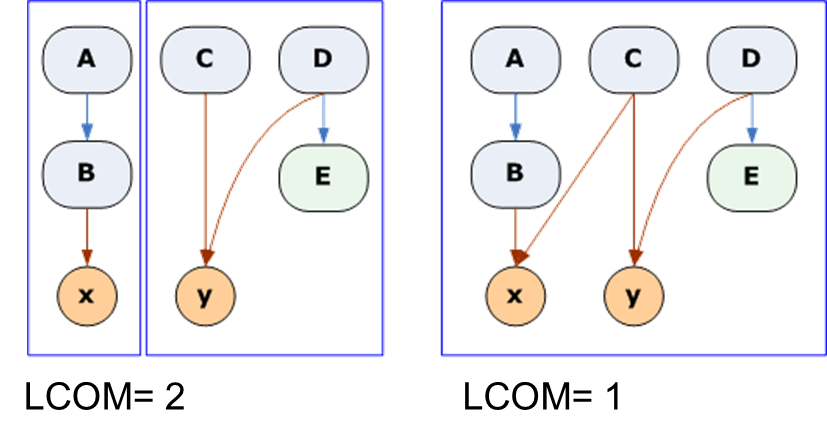 A C D
B E
x y
LCOM= 2
A C D
B E
x y
LCOM= 1